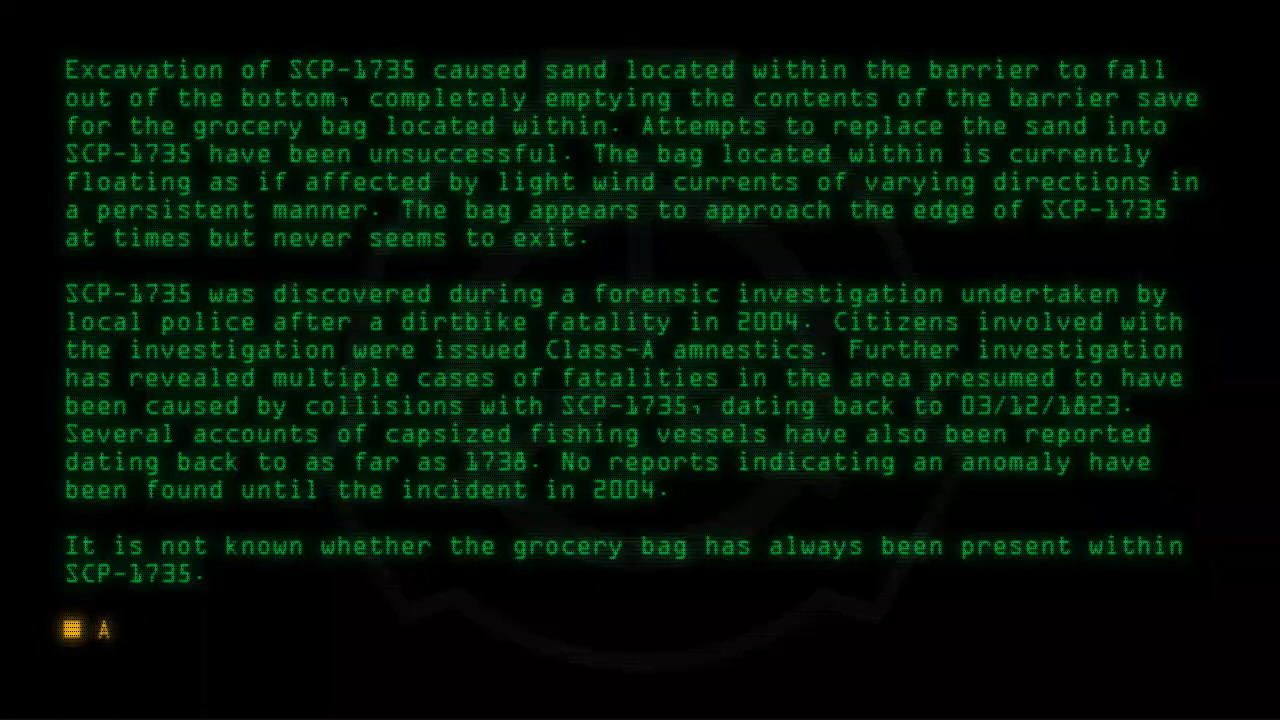 Excavation of SCP-1735 caused sand located within the barrier to fall
out of the bottom, completely emptying the contents of the barrier save
for the grocery bag located within. Attempts to replace the sand into
SCP-1735 have been unsuccessful. The bag located within is currently
floating as if affected by light wind currents of varying directions in
a persistent manner. The bag appears to approach the edge of SCP-1735
at times but never seems to exit.
SCP-1735 was discovered during a forensic investigation undertaken by
local police after a dirtbike fatality in 2004. Citizens involved with
the investigation were issued Class-A amnestics. Further investigation
has revealed multiple cases of fatalities in the area presumed to have
been caused by collisions with SCP-1735, dating back to 03/12/1823.
Several accounts of capsized fishing vessels have also been reported
dating back to as far as 1738. No reports indicating an anomaly have
been found until the incident in 2004.
It is not known whether the grocery bag has always been present within
SCP-1735.
A